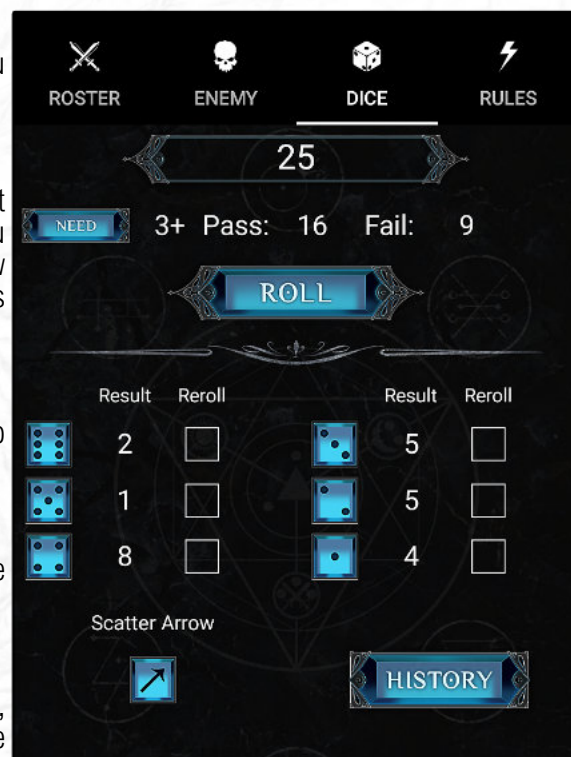 ROSTER ENEMY DICE RULES
25
NEED 3+ Pass: 16 Fail: 9
ROLL
Result Reroll Result Reroll
2 5
1 5
8 4
Scatter Arrow
HISTORY